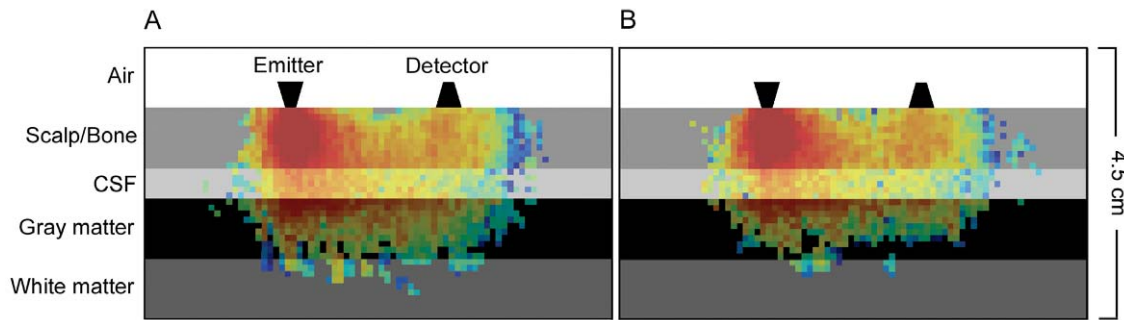 A
B
Air
Emitter
Detector
Scalp/Bone
CSF
Gray matter
White matter
4.5 cm